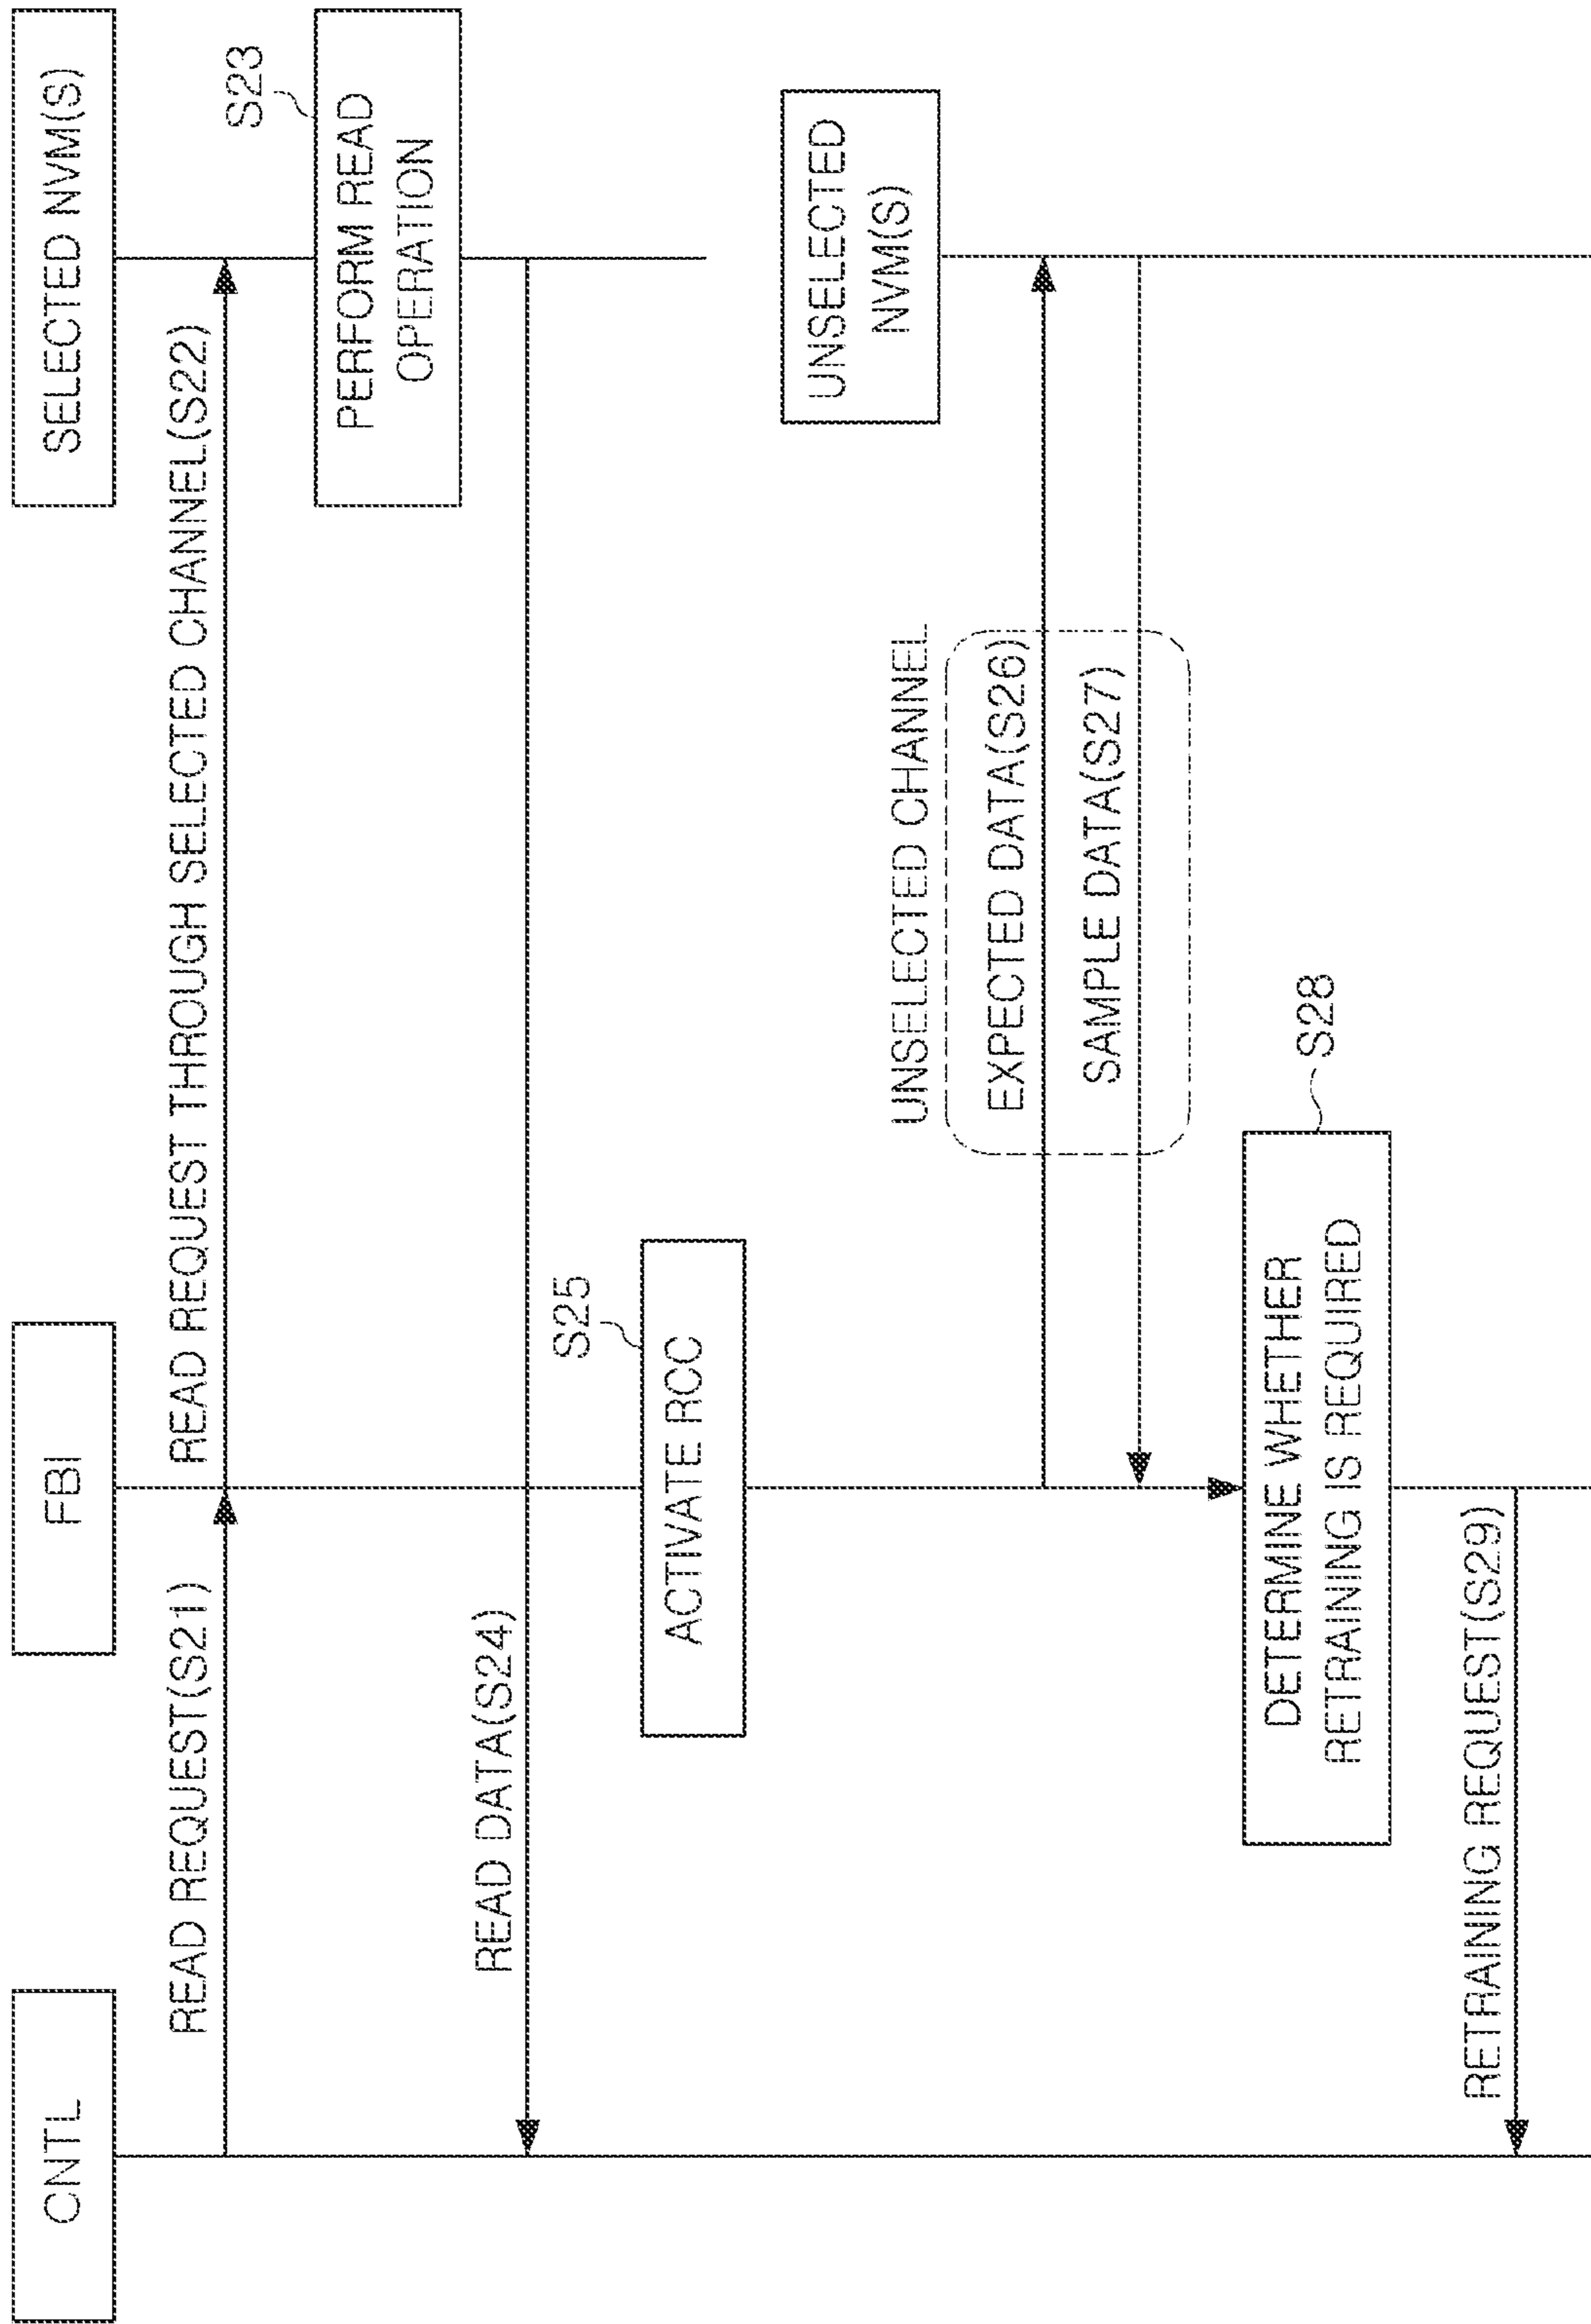 CNTL
FBI
SELECTED NVM(S)
READ REQUEST(S21)
READ REQUEST THROUGH SELECTED CHANNEL(S22)
S23
PERFORM READ
OPERATION
READ DATA(S24)
S25
ACTIVATE RCC
UNSELECTED
NVM(S)
UNSELECTED CHANNEL
EXPECTED DATA(S26)
SAMPLE DATA(S27)
S28
DETERMINE WHETHER
RETRAINING IS REQUIRED
RETRAINING REQUEST(S29)